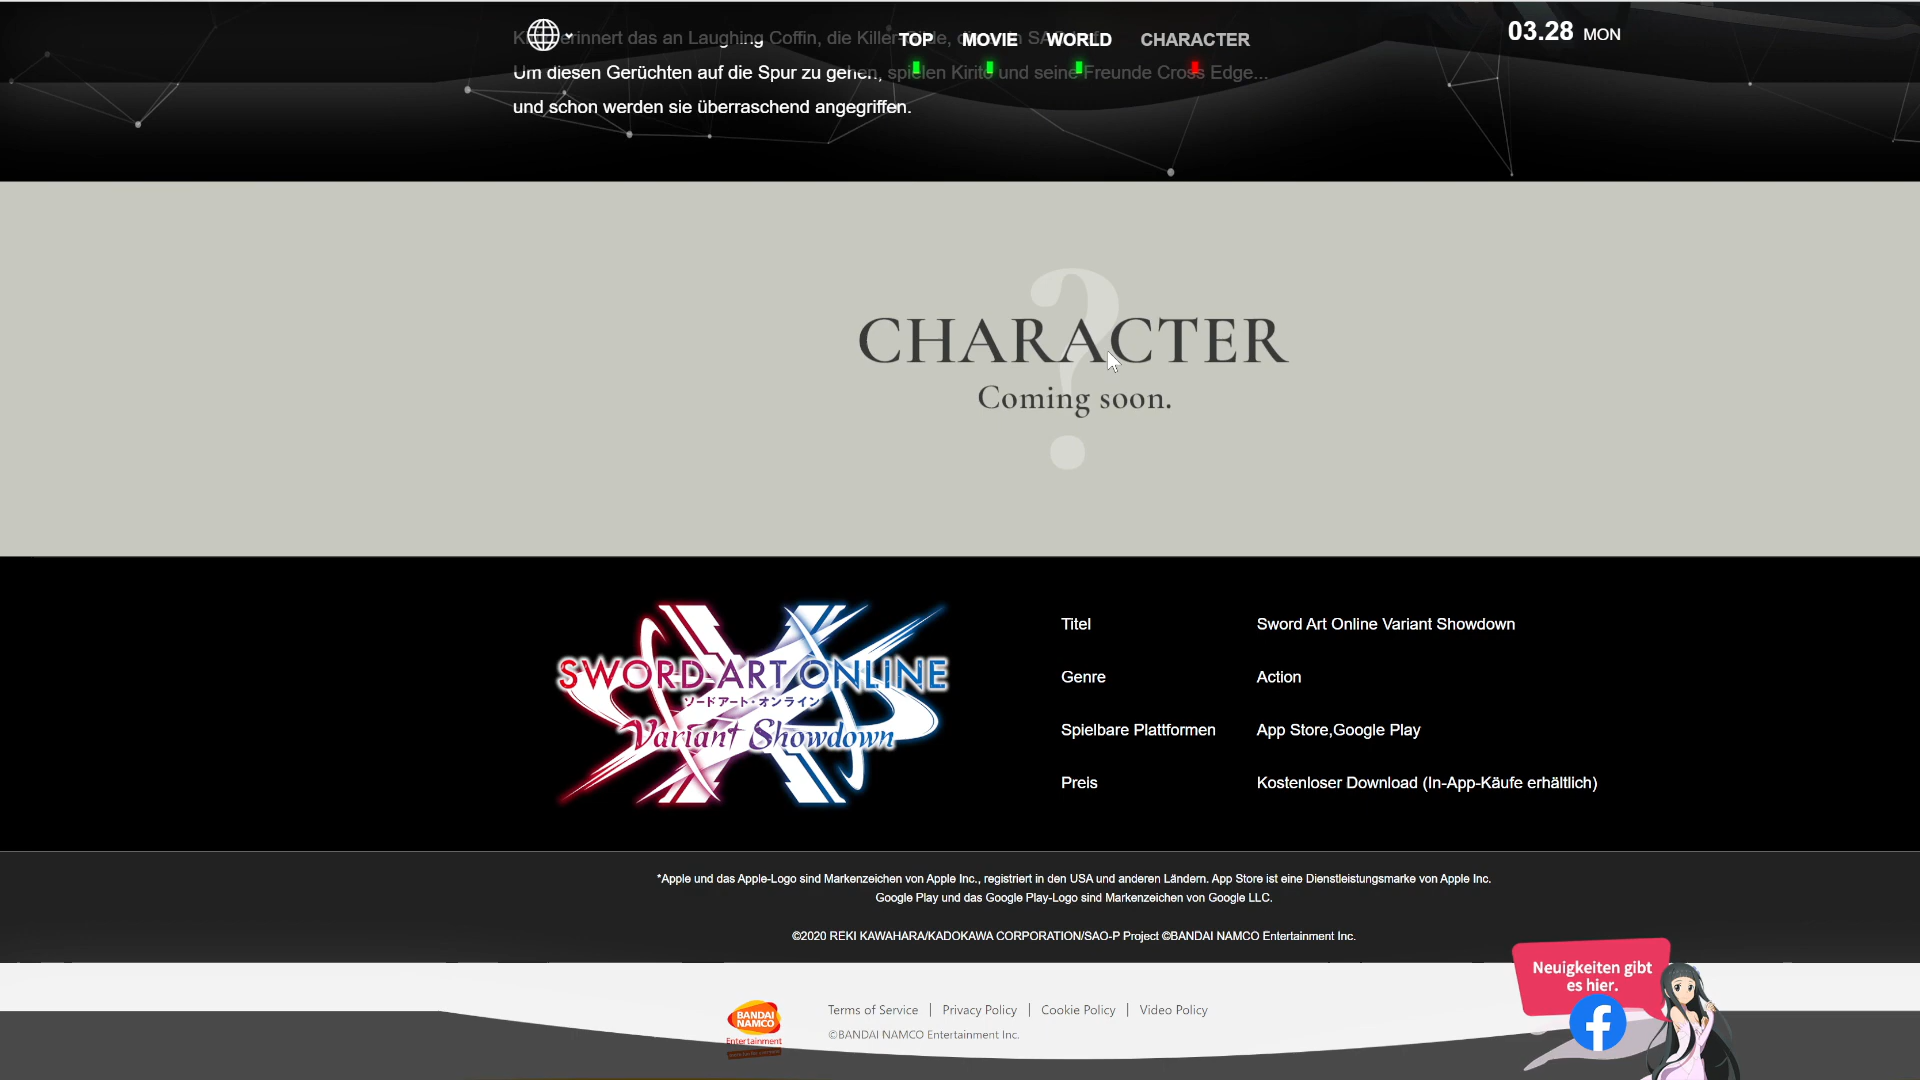 erinnert das an Laughing Coffin, die Killer
TOP MOVIE WORLD CHARACTER
03.28 MON
Um diesen Gerüchten auf die Spur zu gehen, spielen Kirito und seine Freunde Cross Edge...
und schon werden sie überraschend angegriffen.
?
CHARACTER
Coming soon.
SWORD ART ONLINE
ソードアート・オンライン
Variant Showdown
Titel Sword Art Online Variant Showdown
Genre Action
Spielbare Plattformen App Store,Google Play
Preis Kostenloser Download (In-App-Käufe erhältlich)
*Apple und das Apple-Logo sind Markenzeichen von Apple Inc., registriert in den USA und anderen Ländern. App Store ist eine Dienstleistungsmarke von Apple Inc.
Google Play und das Google Play-Logo sind Markenzeichen von Google LLC.
©2020 REKI KAWAHARA/KADOKAWA CORPORATION/SAO-P Project ©BANDAI NAMCO Entertainment Inc.
Neuigkeiten gibt
es hier.
BANDAI
NAMCO
Entertainment
Terms of Service | Privacy Policy | Cookie Policy | Video Policy
©BANDAI NAMCO Entertainment Inc.